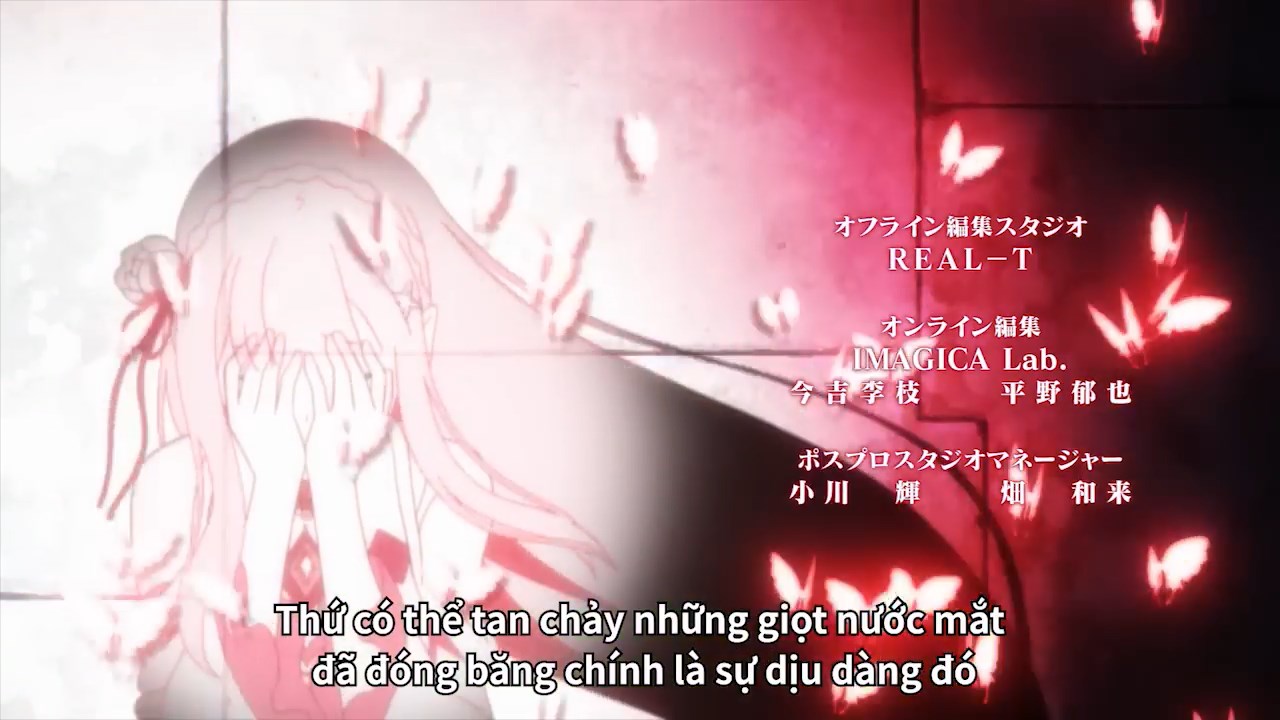 オフライン編集スタジオ
REAL－T
オンライン編集
IMAGICA Lab.
今吉季枝　平野郁也
ポスプロスタジオマネージャー
小川　輝　畑　和来
Thứ có thể tan chảy những giọt nước mắt
đã đóng băng chính là sự dịu dàng đó